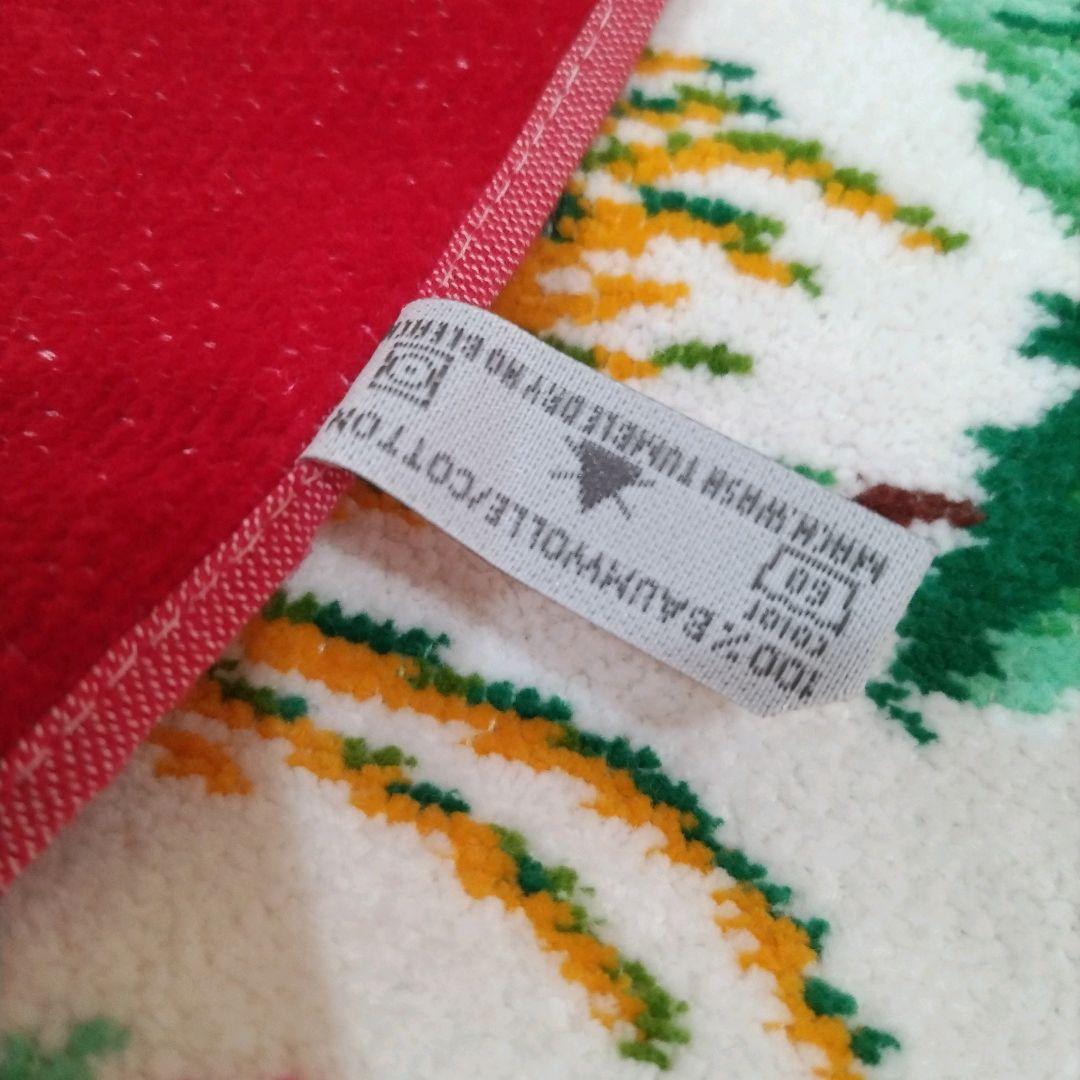 100% BAUMWOLLE/COTTON
Color
60
MACH.WASH TUMBLE DRY NO